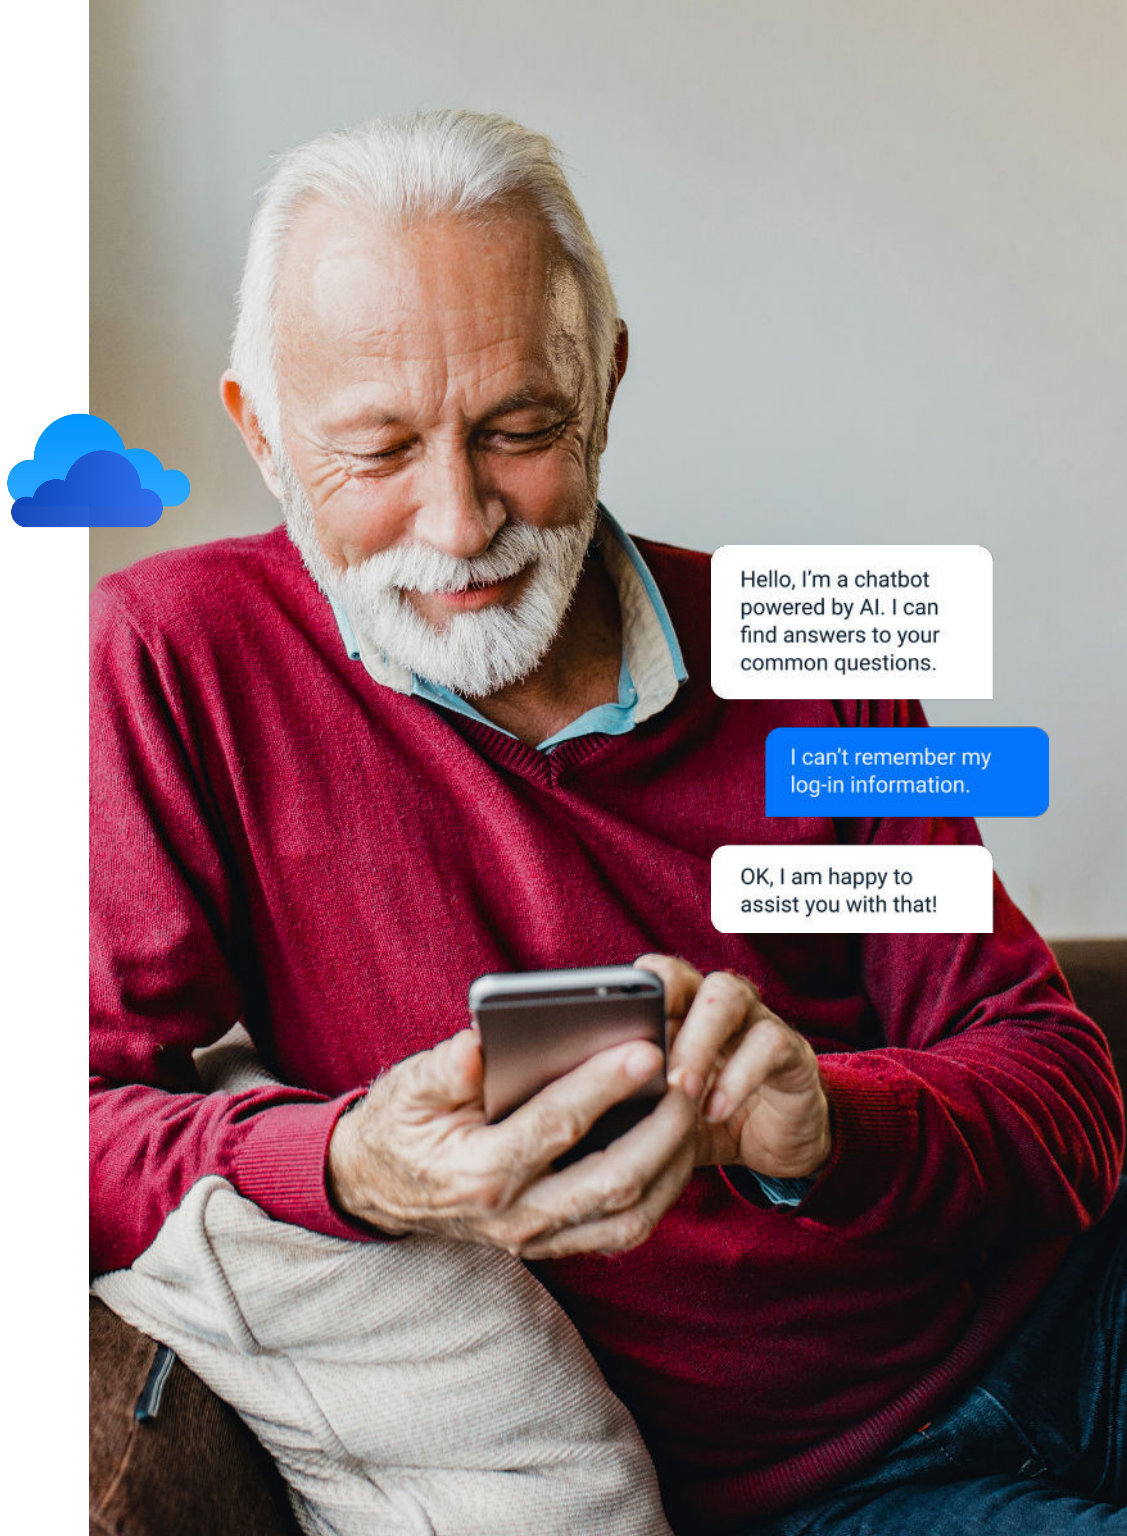 Hello, I’m a chatbot
powered by AI. I can
find answers to your
common questions.
I can’t remember my
log-in information.
OK, I am happy to
assist you with that!